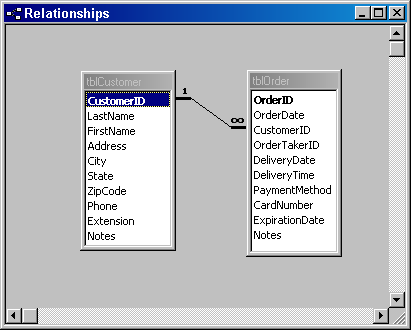 Relationships
tblCustomer
CustomerID
LastName
FirstName
Address
City
State
ZipCode
Phone
Extension
Notes
1
∞
tblOrder
OrderID
OrderDate
CustomerID
OrderTakerID
DeliveryDate
DeliveryTime
PaymentMethod
CardNumber
ExpirationDate
Notes